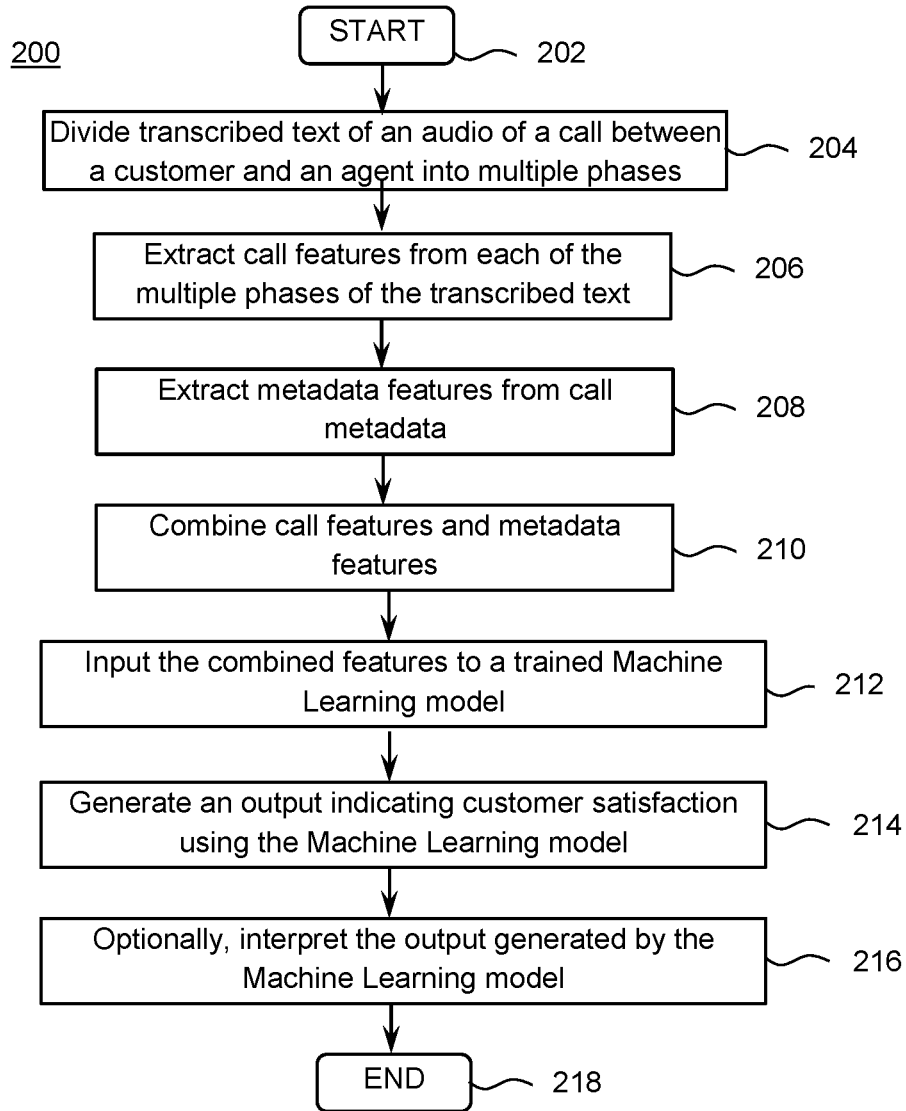 START
200
202
Divide transcribed text of an audio of a call between
a customer and an agent into multiple phases
204
Extract call features from each of the
multiple phases of the transcribed text
206
Extract metadata features from call
metadata
208
Combine call features and metadata
features
210
Input the combined features to a trained Machine
Learning model
212
Generate an output indicating customer satisfaction
using the Machine Learning model
214
Optionally, interpret the output generated by the
Machine Learning model
216
END
218